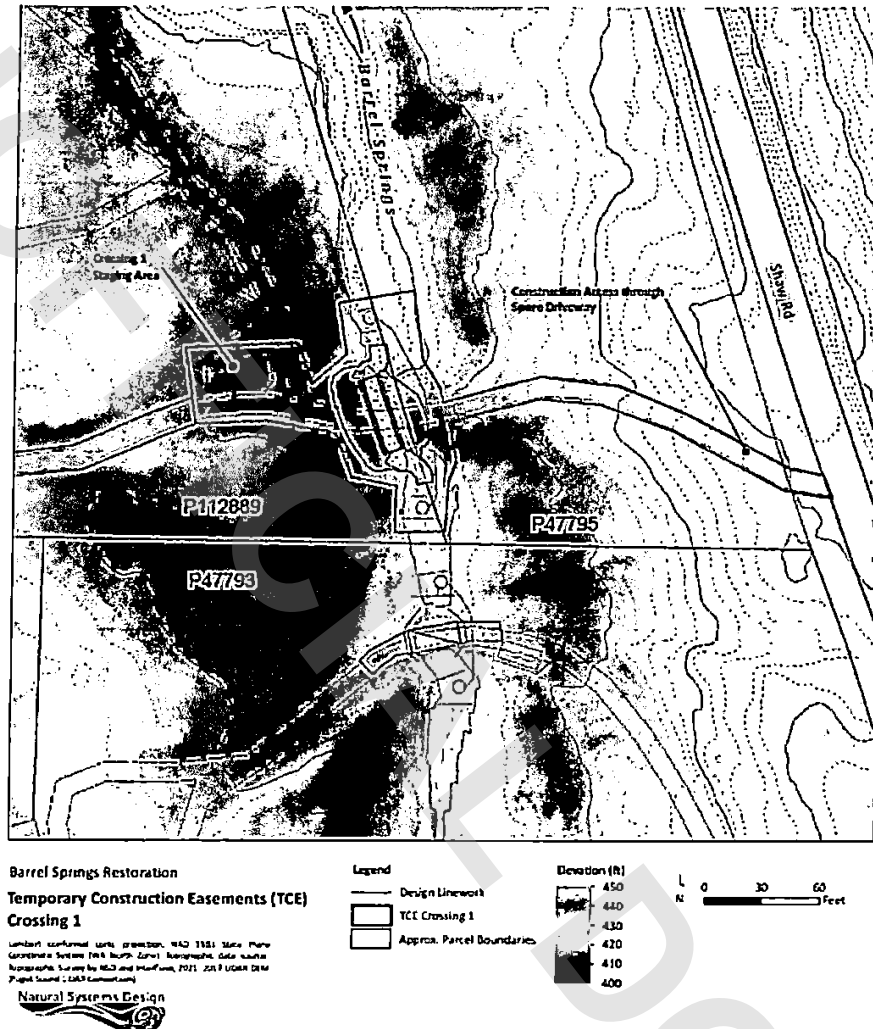 Barrel Springs
Crossing 1
Staging Area
Construction Access through
Spare Driveway
Shaw Rd
P112889
P47795
P47793
Barrel Springs Restoration
Temporary Construction Easements (TCE)
Crossing 1
Legend
Design Linework
TCE Crossing 1
Approx. Parcel Boundaries
Elevation (ft)
450
440
430
420
410
400
N
0 30 60
Feet
Natural Systems Design